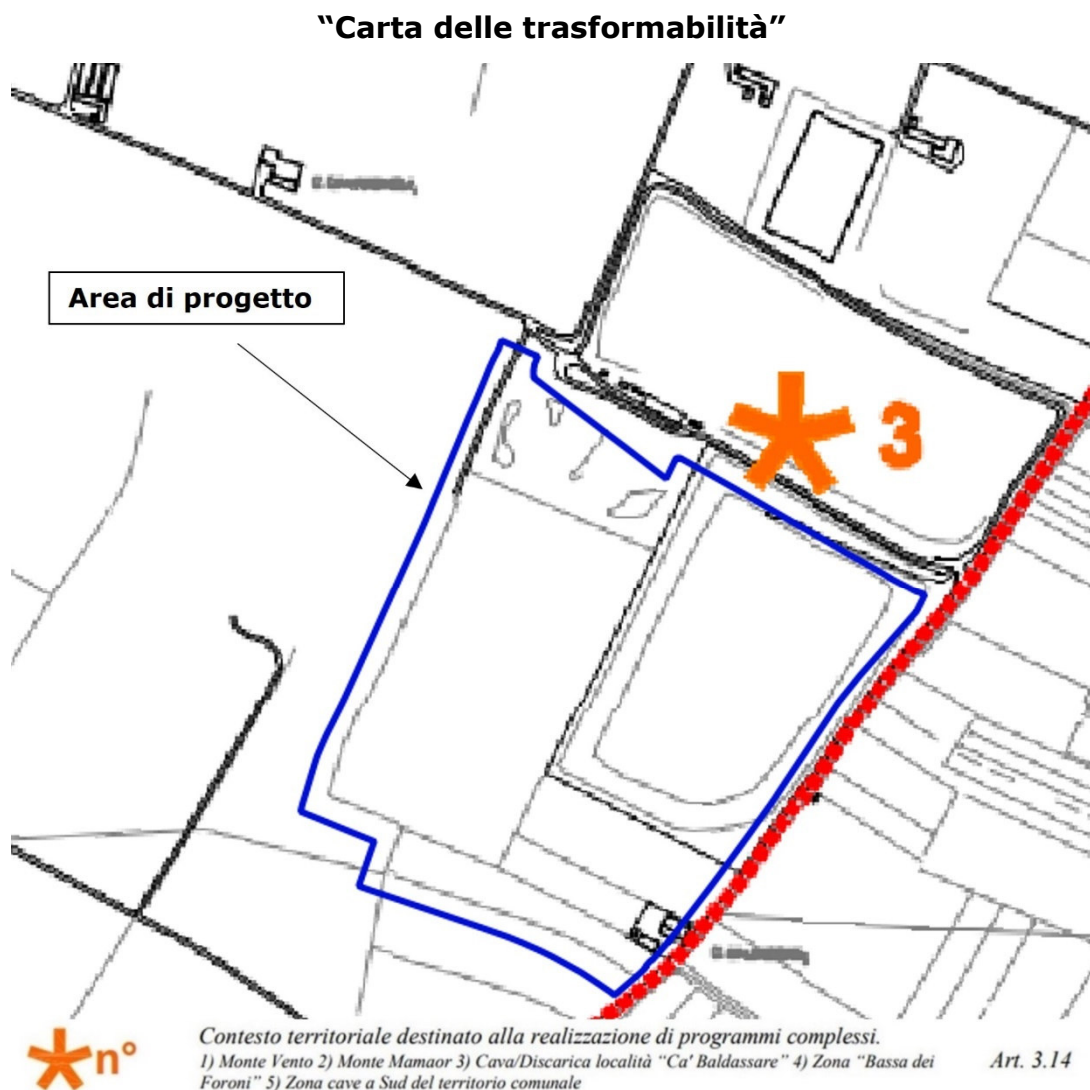 “Carta delle trasformabilità”
Area di progetto
3
n°
Contesto territoriale destinato alla realizzazione di programmi complessi.
1) Monte Vento 2) Monte Mamaor 3) Cava/Discarica località “Ca' Baldassare” 4) Zona “Bassa dei
Foroni” 5) Zona cave a Sud del territorio comunale
Art. 3.14